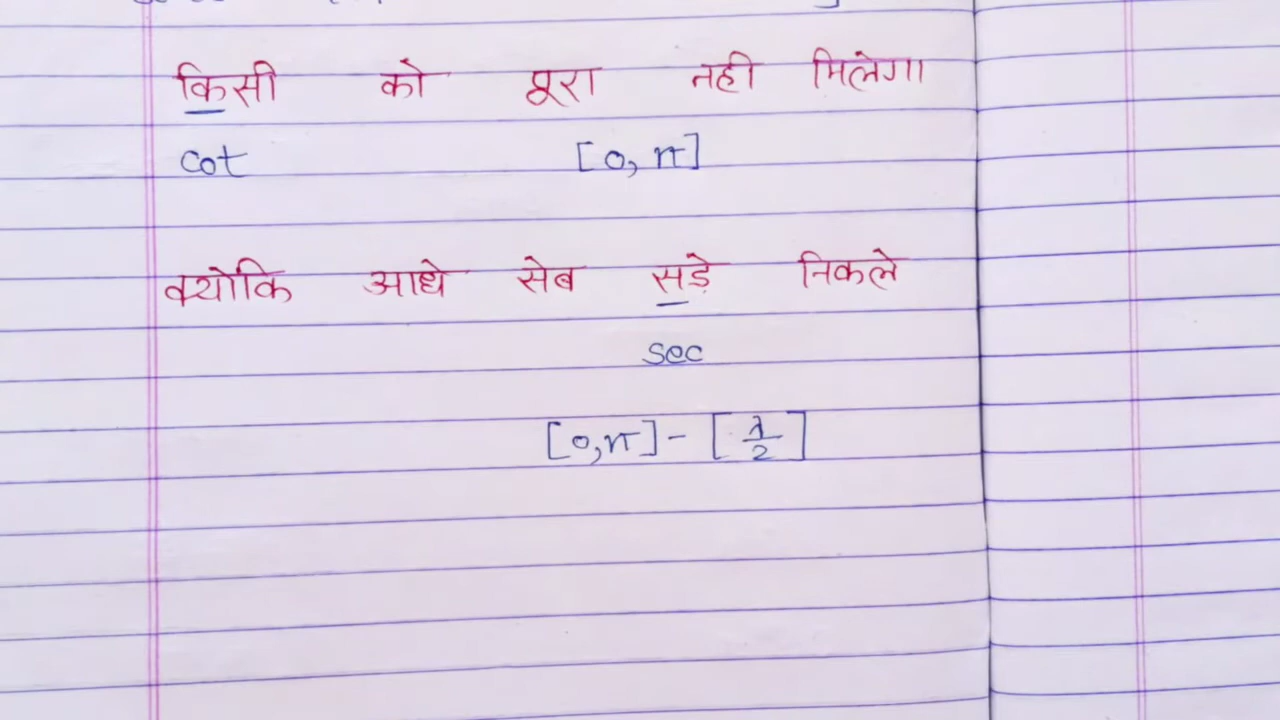 किसी को पूरा नही मिलेगा
cot [0, π]
क्योकि आधे सेब सड़े निकले
sec
[0,π] - [π/2]